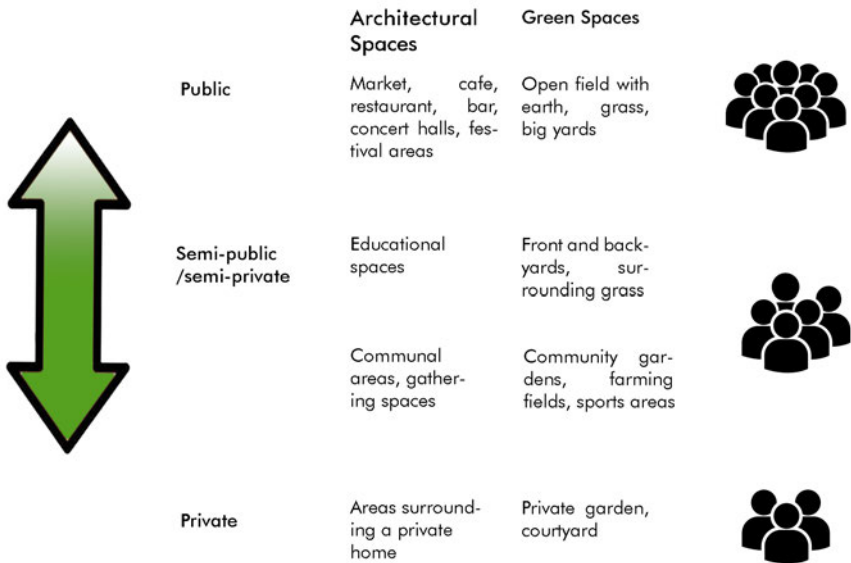 Architectural
Spaces
Green Spaces
Public
Market, cafe,
restaurant, bar,
concert halls, fes-
tival areas
Open field with
earth, grass,
big yards
Semi-public
/semi-private
Educational
spaces
Front and back-
yards, sur-
rounding grass
Communal
areas, gather-
ing spaces
Community gar-
dens, farming
fields, sports areas
Private
Areas surround-
ing a private
home
Private garden,
courtyard